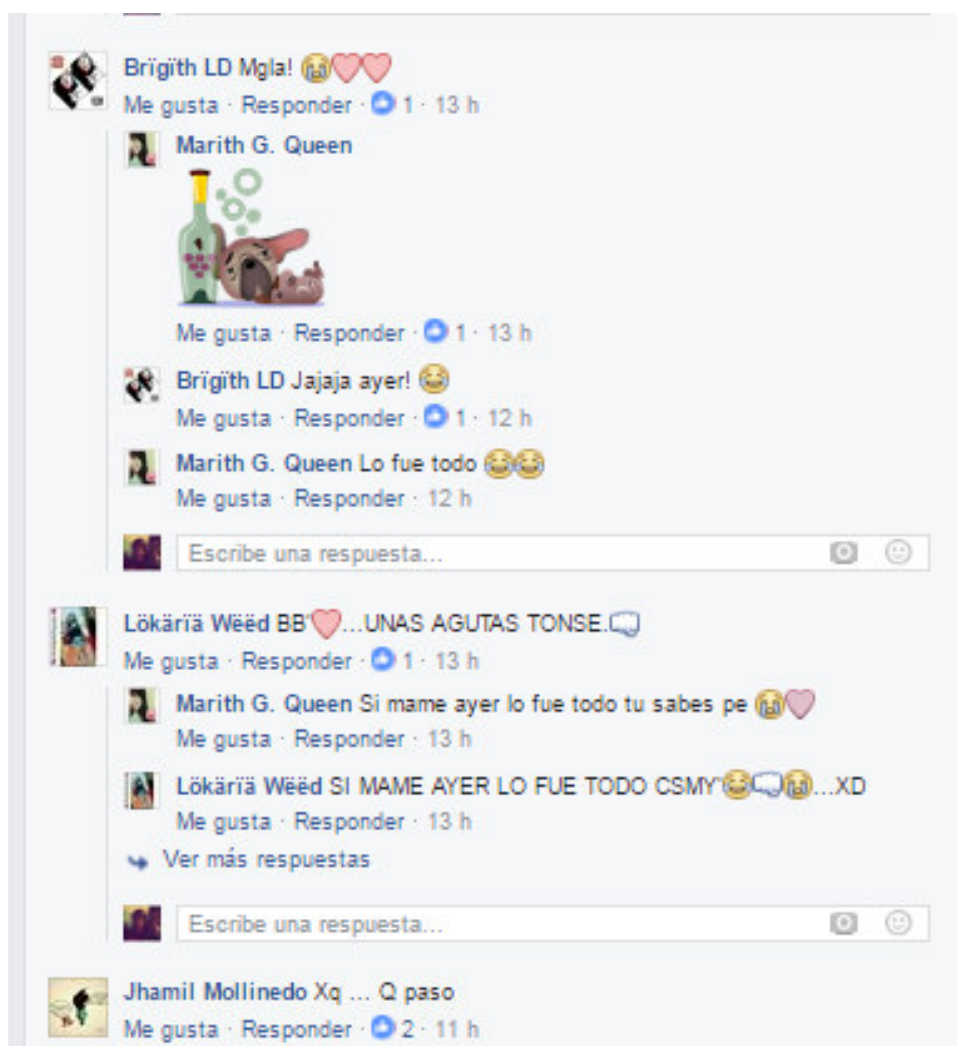 Brïgïth LD Mgla! 😭♡♡
Me gusta · Responder · 1 · 13 h
Marith G. Queen
Me gusta · Responder · 1 · 13 h
Brïgïth LD Jajaja ayer! 😂
Me gusta · Responder · 1 · 12 h
Marith G. Queen Lo fue todo 😂😂
Me gusta · Responder · 12 h
Escribe una respuesta...
Lökärïä Wëëd BB'♡...UNAS AGUTAS TONSE.🗨
Me gusta · Responder · 1 · 13 h
Marith G. Queen Si mame ayer lo fue todo tu sabes pe 😭♡
Me gusta · Responder · 13 h
Lökärïä Wëëd SI MAME AYER LO FUE TODO CSMY'😂🗨😭...XD
Me gusta · Responder · 13 h
Ver más respuestas
Escribe una respuesta...
Jhamil Mollinedo Xq ... Q paso
Me gusta · Responder · 2 · 11 h